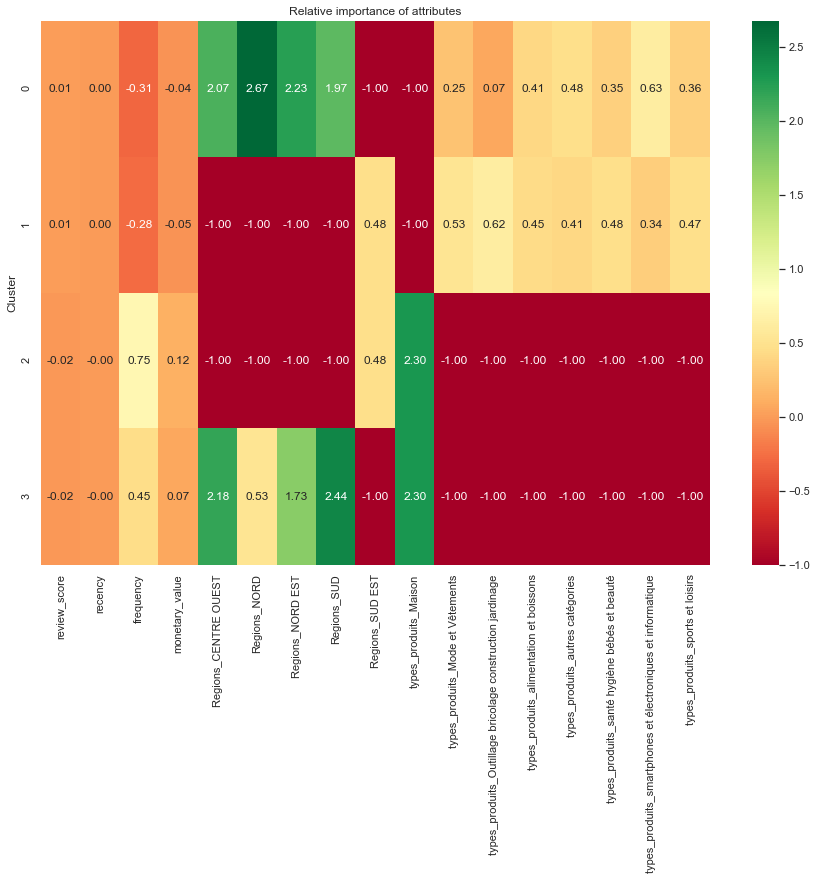 Relative importance of attributes
Cluster
0
0.01 0.00 -0.31 -0.04 2.07 2.67 2.23 1.97 -1.00 -1.00 0.25 0.07 0.41 0.48 0.35 0.63 0.36
1
0.01 0.00 -0.28 -0.05 -1.00 -1.00 -1.00 -1.00 0.48 -1.00 0.53 0.62 0.45 0.41 0.48 0.34 0.47
2
-0.02 -0.00 0.75 0.12 -1.00 -1.00 -1.00 -1.00 0.48 2.30 -1.00 -1.00 -1.00 -1.00 -1.00 -1.00 -1.00
3
-0.02 -0.00 0.45 0.07 2.18 0.53 1.73 2.44 -1.00 2.30 -1.00 -1.00 -1.00 -1.00 -1.00 -1.00 -1.00
review_score
recency
frequency
monetary_value
Regions_CENTRE OUEST
Regions_NORD
Regions_NORD EST
Regions_SUD
Regions_SUD EST
types_produits_Maison
types_produits_Mode et Vêtements
types_produits_Outillage bricolage construction jardinage
types_produits_alimentation et boissons
types_produits_autres catégories
types_produits_santé hygiène bébés et beauté
types_produits_smartphones et électroniques et informatique
types_produits_sports et loisirs
2.5
2.0
1.5
1.0
0.5
0.0
−0.5
−1.0